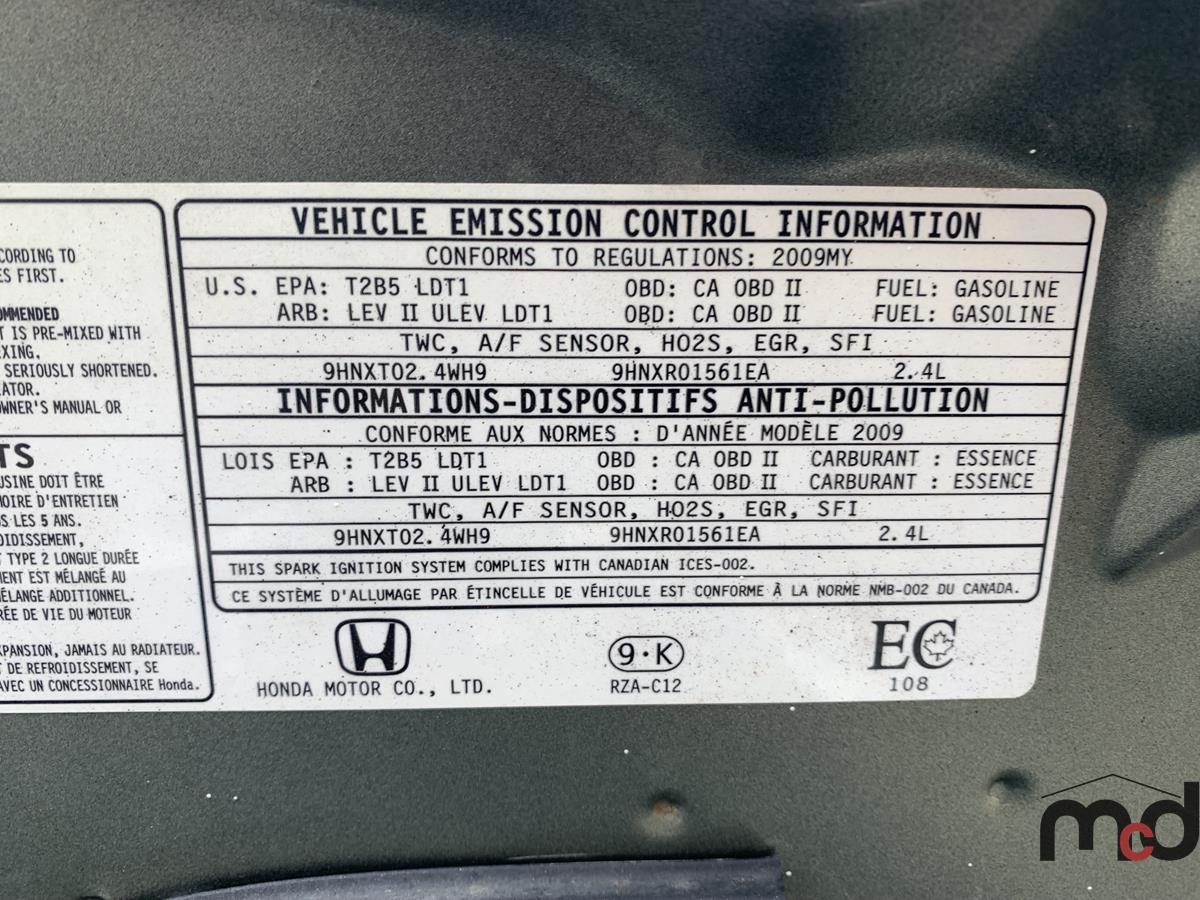 CCORDING TO
ES FIRST.
OMMENDED
T IS PRE-MIXED WITH
XING.
SERIOUSLY SHORTENED.
ATOR.
OWNER'S MANUAL OR
TS
USINE DOIT ÊTRE
MOIRE D'ENTRETIEN
S LES 5 ANS.
OIDISSEMENT,
T TYPE 2 LONGUE DURÉE
MENT EST MÉLANGÉ AU
ÉLANGE ADDITIONNEL.
RÉE DE VIE DU MOTEUR
XPANSION, JAMAIS AU RADIATEUR.
T DE REFROIDISSEMENT, SE
AVEC UN CONCESSIONNAIRE Honda.
VEHICLE EMISSION CONTROL INFORMATION
CONFORMS TO REGULATIONS: 2009MY
U.S. EPA: T2B5 LDT1 OBD: CA OBD II FUEL: GASOLINE
ARB: LEV II ULEV LDT1 OBD: CA OBD II FUEL: GASOLINE
TWC, A/F SENSOR, HO2S, EGR, SFI
9HNXT02.4WH9 9HNXR01561EA 2.4L
INFORMATIONS-DISPOSITIFS ANTI-POLLUTION
CONFORME AUX NORMES : D'ANNÉE MODÈLE 2009
LOIS EPA : T2B5 LDT1 OBD : CA OBD II CARBURANT : ESSENCE
ARB : LEV II ULEV LDT1 OBD : CA OBD II CARBURANT : ESSENCE
TWC, A/F SENSOR, HO2S, EGR, SFI
9HNXT02.4WH9 9HNXR01561EA 2.4L
THIS SPARK IGNITION SYSTEM COMPLIES WITH CANADIAN ICES-002.
CE SYSTÈME D'ALLUMAGE PAR ÉTINCELLE DE VÉHICULE EST CONFORME À LA NORME NMB-002 DU CANADA.
HONDA MOTOR CO., LTD.
9·K
RZA-C12
EC
108
mcd